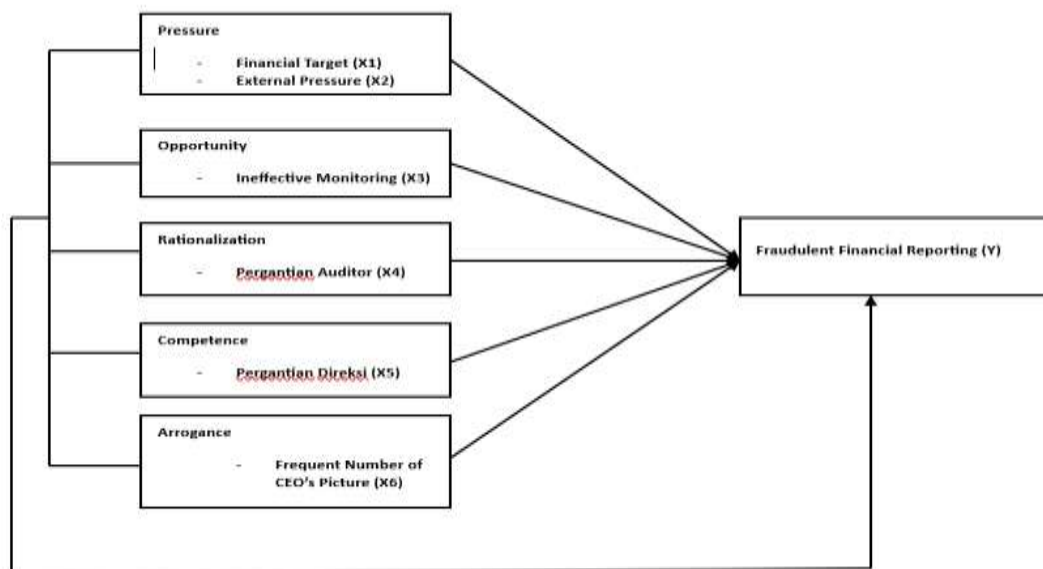 Pressure
- Financial Target (X1)
- External Pressure (X2)
Opportunity
- Ineffective Monitoring (X3)
Rationalization
- Pergantian Auditor (X4)
Competence
- Pergantian Direksi (X5)
Arrogance
- Frequent Number of
CEO's Picture (X6)
Fraudulent Financial Reporting (Y)